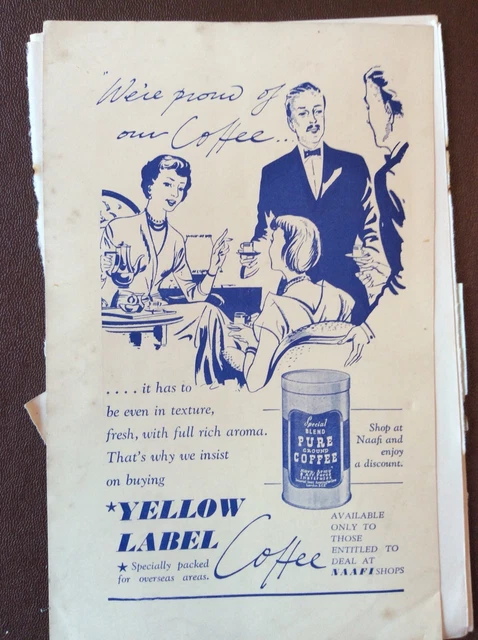 "We're proud of
our Coffee...
.... it has to
be even in texture,
fresh, with full rich aroma.
That's why we insist
on buying
★YELLOW
LABEL
Coffee
★ Specially packed
for overseas areas.
Special
BLEND
PURE
GROUND
COFFEE
Shop at
Naafi and
enjoy
a discount.
AVAILABLE
ONLY TO
THOSE
ENTITLED TO
DEAL AT
NAAFI SHOPS